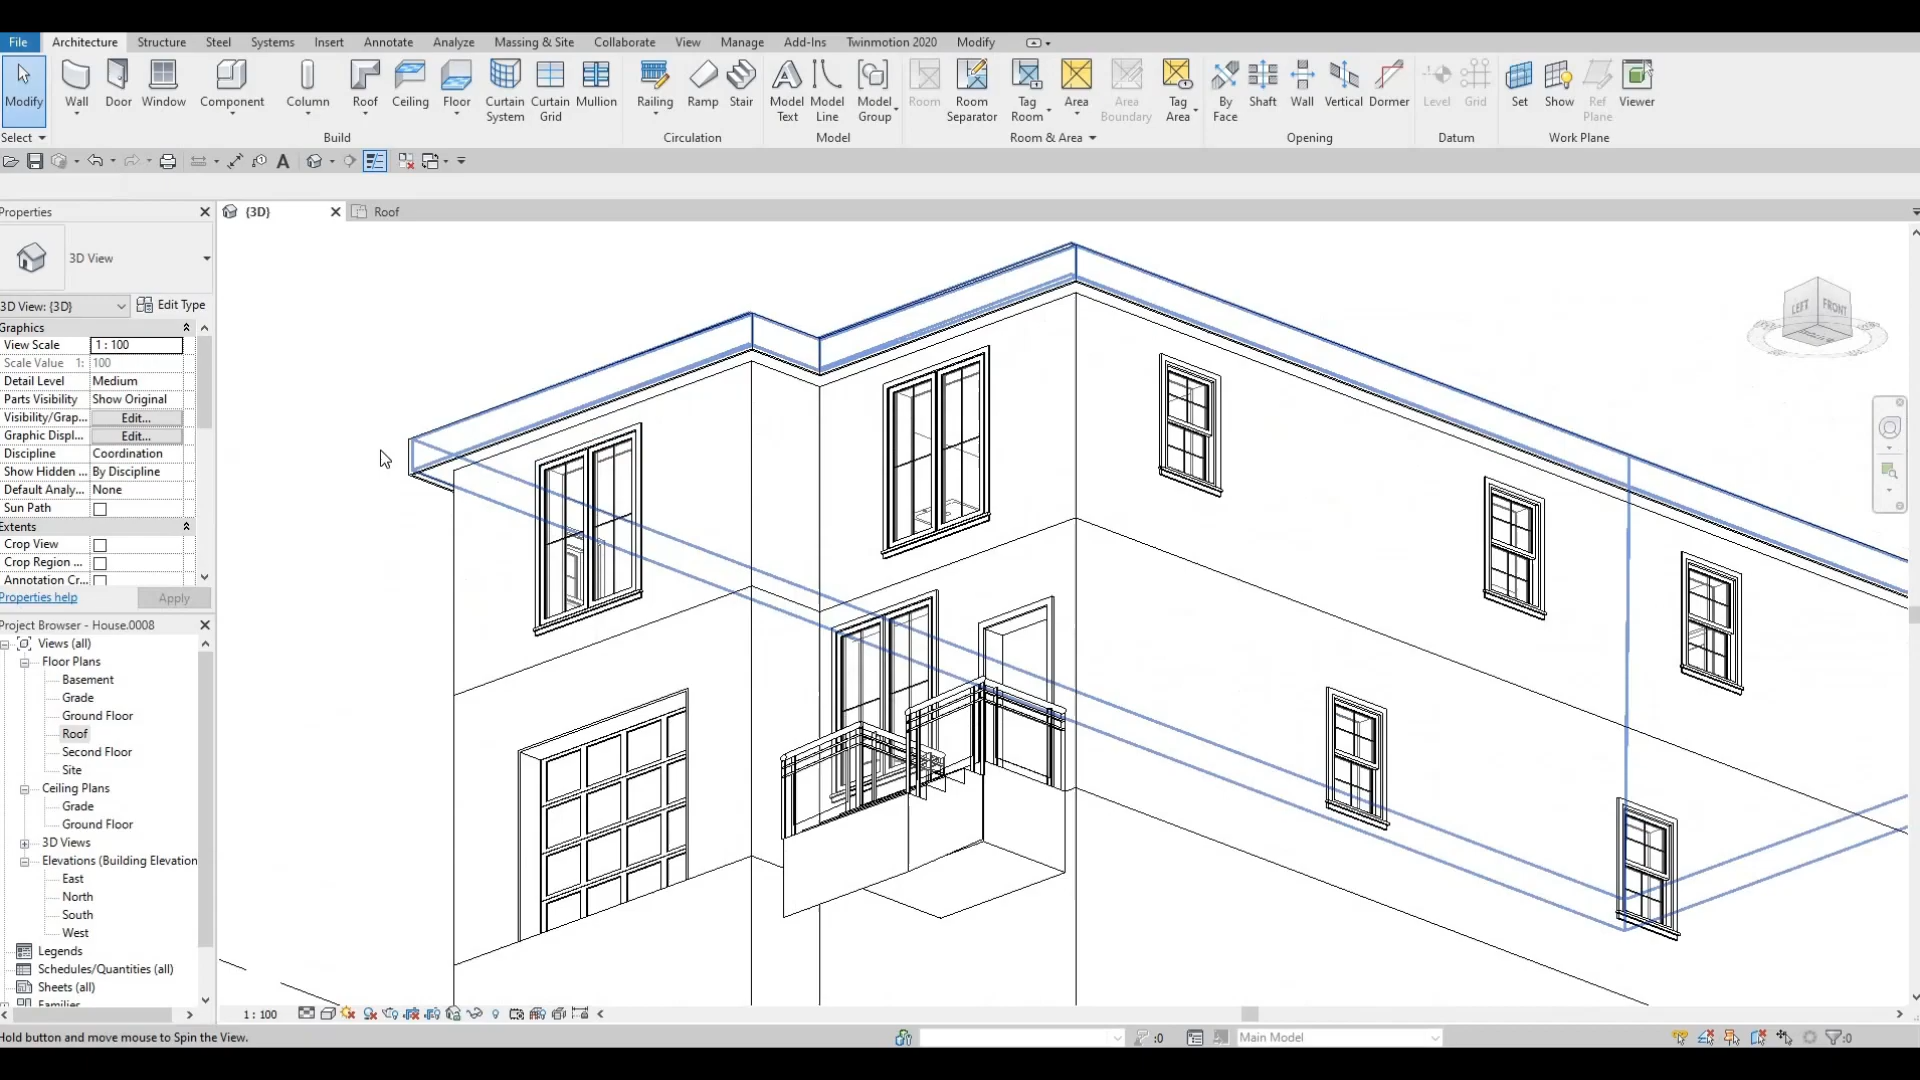 File Architecture Structure Steel Systems Insert Annotate Analyze Massing & Site Collaborate View Manage Add-Ins Twinmotion 2020 Modify
Modify Wall Door Window Component Column Roof Ceiling Floor Curtain System Curtain Grid Mullion Railing Ramp Stair Model Text Model Line Model Group Room Room Separator Tag Room Area Area Boundary Tag Area By Face Shaft Wall Vertical Dormer Level Grid Set Show Ref Plane Viewer
Select Build Circulation Model Room & Area Opening Datum Work Plane
A
Properties
{3D} Roof
3D View
3D View: {3D} Edit Type
Graphics
View Scale 1 : 100
Scale Value 1: 100
Detail Level Medium
Parts Visibility Show Original
Visibility/Grap... Edit...
Graphic Displ... Edit...
Discipline Coordination
Show Hidden ... By Discipline
Default Analy... None
Sun Path
Extents
Crop View
Crop Region ...
Annotation Cr...
Properties help Apply
Project Browser - House.0008
Views (all)
Floor Plans
Basement
Grade
Ground Floor
Roof
Second Floor
Site
Ceiling Plans
Grade
Ground Floor
3D Views
Elevations (Building Elevation
East
North
South
West
Legends
Schedules/Quantities (all)
Sheets (all)
Families
LEFT FRONT
1 : 100
Hold button and move mouse to Spin the View.
:0 Main Model :0